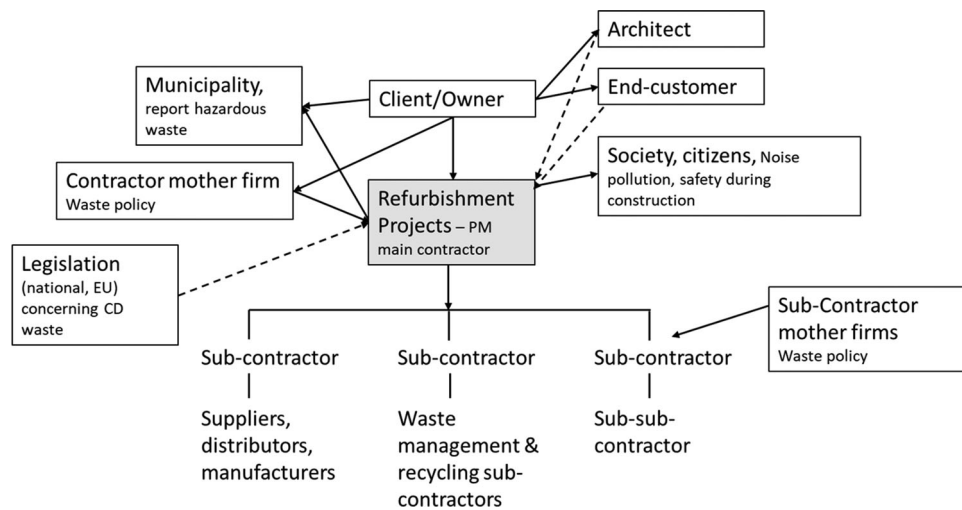 Architect
Municipality,
report hazardous
waste
Client/Owner
End-customer
Society, citizens, Noise
pollution, safety during
construction
Contractor mother firm
Waste policy
Refurbishment
Projects – PM
main contractor
Legislation
(national, EU)
concerning CD
waste
Sub-Contractor
mother firms
Waste policy
Sub-contractor
Sub-contractor
Sub-contractor
Suppliers,
distributors,
manufacturers
Waste
management &
recycling sub-
contractors
Sub-sub-
contractor